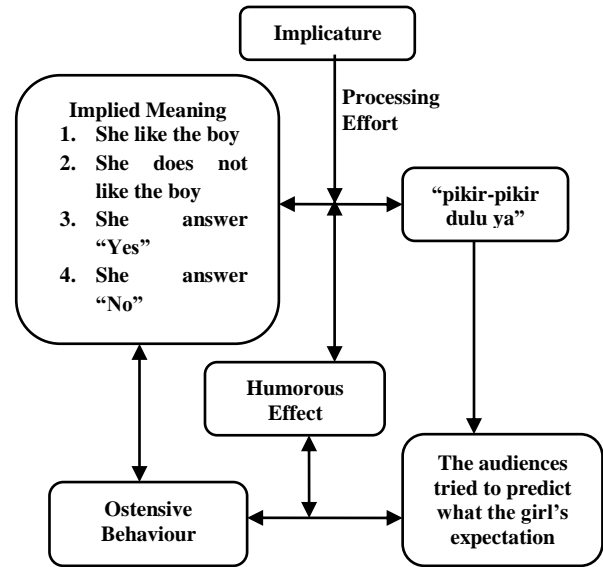 Implicature
Processing
Effort
Implied Meaning
1. She like the boy
2. She does not
like the boy
3. She answer
“Yes”
4. She answer
“No”
“pikir-pikir
dulu ya”
Humorous
Effect
Ostensive
Behaviour
The audiences
tried to predict
what the girl’s
expectation